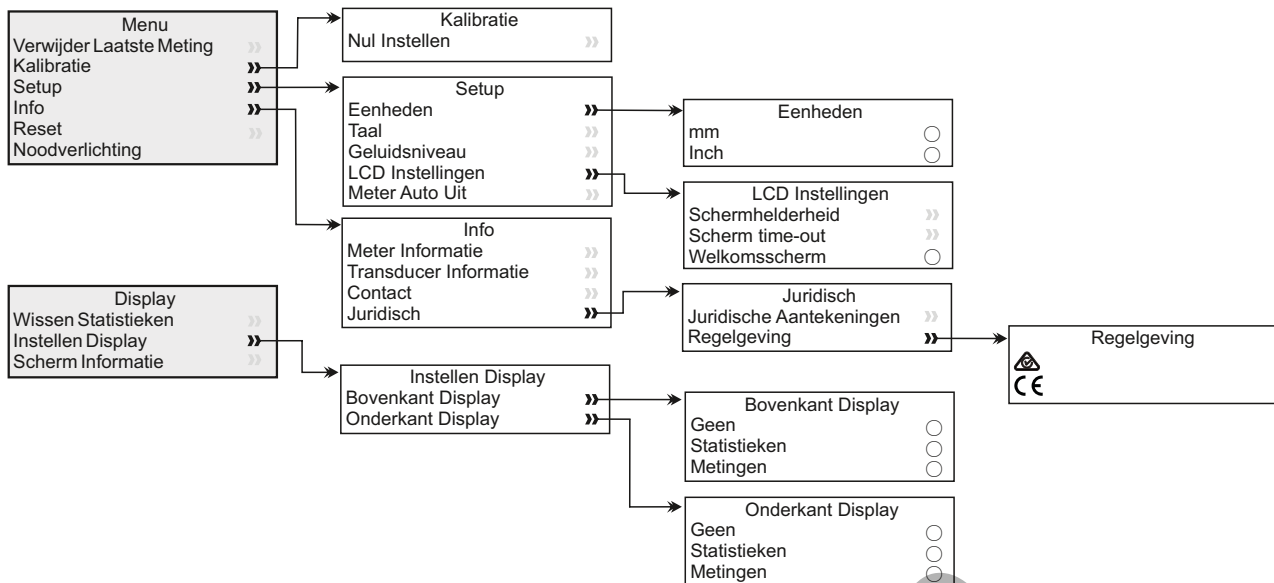 Menu
Verwijder Laatste Meting
Kalibratie
Setup
Info
Reset
Noodverlichting
Kalibratie
Nul Instellen
Setup
Eenheden
Taal
Geluidsniveau
LCD Instellingen
Meter Auto Uit
Eenheden
mm
Inch
LCD Instellingen
Schermhelderheid
Scherm time-out
Welkomsscherm
Info
Meter Informatie
Transducer Informatie
Contact
Juridisch
Juridisch
Juridische Aantekeningen
Regelgeving
Regelgeving
CE
Display
Wissen Statistieken
Instellen Display
Scherm Informatie
Instellen Display
Bovenkant Display
Onderkant Display
Bovenkant Display
Geen
Statistieken
Metingen
Onderkant Display
Geen
Statistieken
Metingen